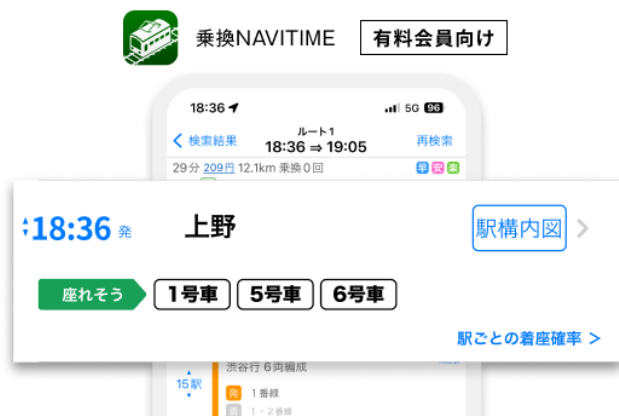 乗換NAVITIME 有料会員向け
18:36 5G 96
検索結果 ルート1 再検索
18:36 ⇒ 19:05
29分 209円 12.1km 乗換0回 早 安 楽
18:36 発 上野 駅構内図
座れそう 1号車 5号車 6号車
駅ごとの着座確率 >
渋谷行 6両編成
15駅
発 1番線
着 1・2番線